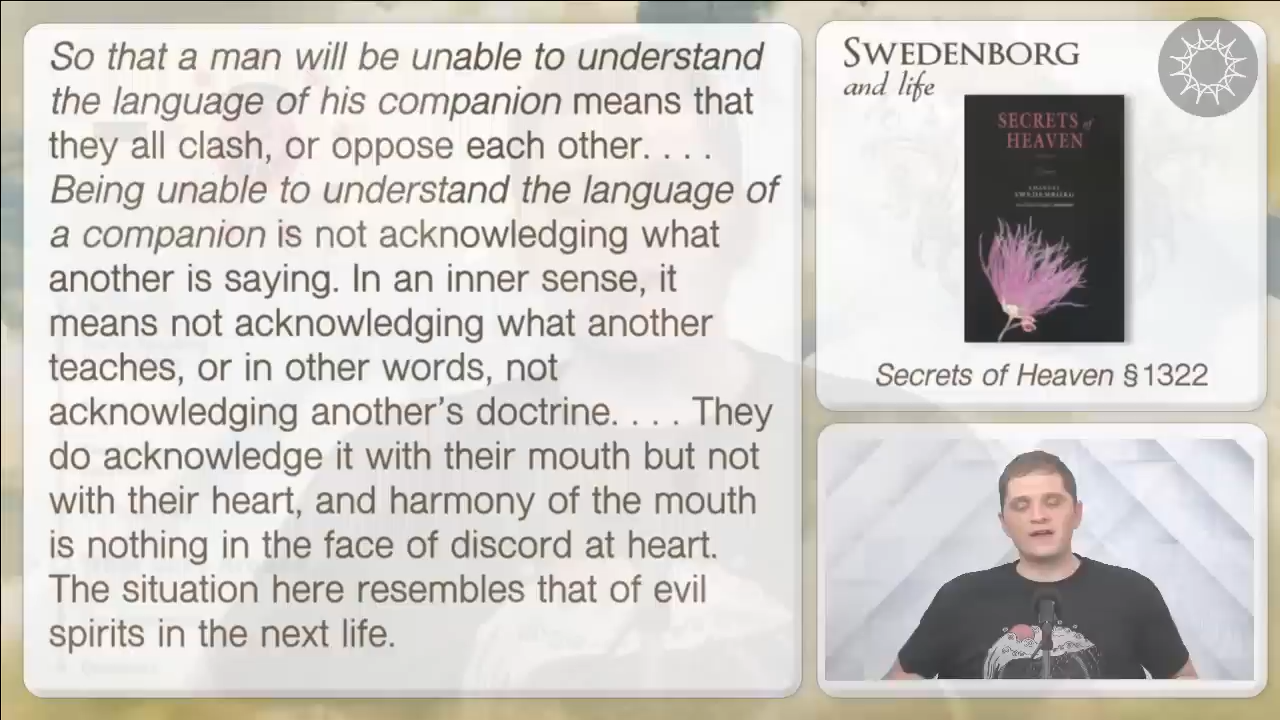 So that a man will be unable to understand
the language of his companion means that
they all clash, or oppose each other. . . .
Being unable to understand the language of
a companion is not acknowledging what
another is saying. In an inner sense, it
means not acknowledging what another
teaches, or in other words, not
acknowledging another's doctrine. . . . They
do acknowledge it with their mouth but not
with their heart, and harmony of the mouth
is nothing in the face of discord at heart.
The situation here resembles that of evil
spirits in the next life.
SWEDENBORG
and life
SECRETS of
HEAVEN
EMANUEL
SWEDENBORG
Secrets of Heaven §1322